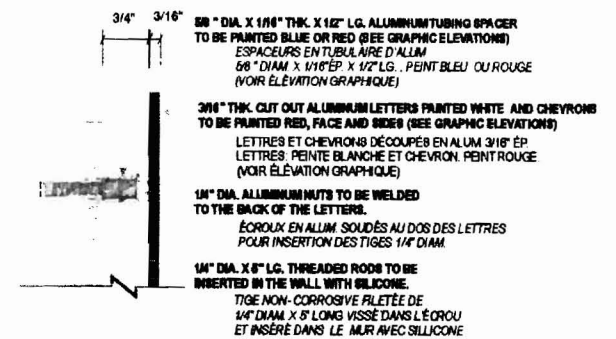 3/4" 3/16"
5/8 " DIA. X 1/16" THK. X 1/2" LG. ALUMINUM TUBING SPACER
TO BE PAINTED BLUE OR RED (SEE GRAPHIC ELEVATIONS)
ESPACEURS EN TUBULAIRE D'ALUM
5/8 " DIAM. X 1/16"ÉP. X 1/2"LG. , PEINT BLEU OU ROUGE
(VOIR ÉLÉVATION GRAPHIQUE)
3/16" THK. CUT OUT ALUMINUM LETTERS PAINTED WHITE AND CHEVRONS
TO BE PAINTED RED, FACE AND SIDES (SEE GRAPHIC ELEVATIONS)
LETTRES ET CHEVRONS DÉCOUPÉS EN ALUM 3/16" ÉP.
LETTRES: PEINTE BLANCHE ET CHEVRON. PEINT ROUGE.
(VOIR ÉLÉVATION GRAPHIQUE)
1/4" DIA. ALUMINUM NUTS TO BE WELDED
TO THE BACK OF THE LETTERS.
ÉCROUX EN ALUM. SOUDÉS AU DOS DES LETTRES
POUR INSERTION DES TIGES 1/4" DIAM.
1/4" DIA. X 5" LG. THREADED RODS TO BE
INSERTED IN THE WALL WITH SILICONE.
TIGE NON- CORROSIVE FILETÉE DE
1/4"DIAM. X 5' LONG VISSÉ DANS L'ÉCROU
ET INSÉRÉ DANS LE MUR AVEC SILLICONE